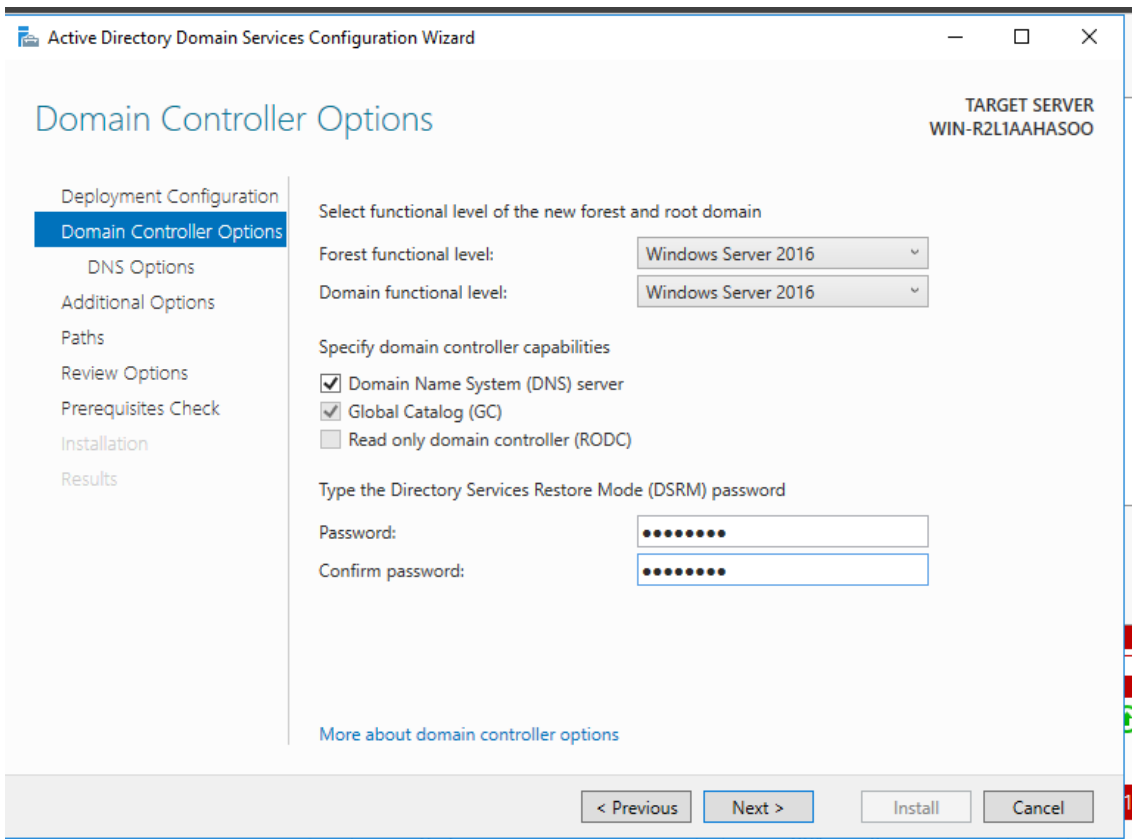 Active Directory Domain Services Configuration Wizard
Domain Controller Options
TARGET SERVER
WIN-R2L1AAHASOO
Deployment Configuration
Domain Controller Options
DNS Options
Additional Options
Paths
Review Options
Prerequisites Check
Installation
Results
Select functional level of the new forest and root domain
Forest functional level: Windows Server 2016
Domain functional level: Windows Server 2016
Specify domain controller capabilities
Domain Name System (DNS) server
Global Catalog (GC)
Read only domain controller (RODC)
Type the Directory Services Restore Mode (DSRM) password
Password: ••••••••
Confirm password: ••••••••
More about domain controller options
< Previous Next > Install Cancel